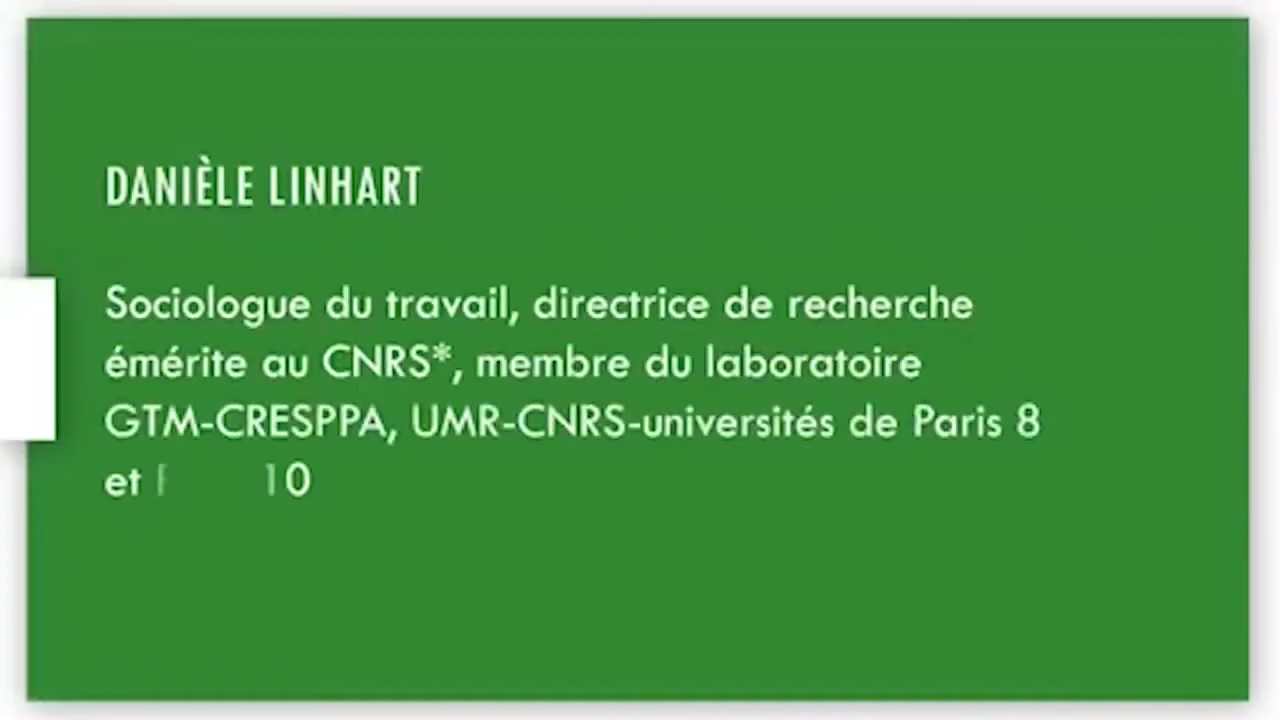 DANIÈLE LINHART
Sociologue du travail, directrice de recherche
émérite au CNRS*, membre du laboratoire
GTM-CRESPPA, UMR-CNRS-universités de Paris 8
et 10